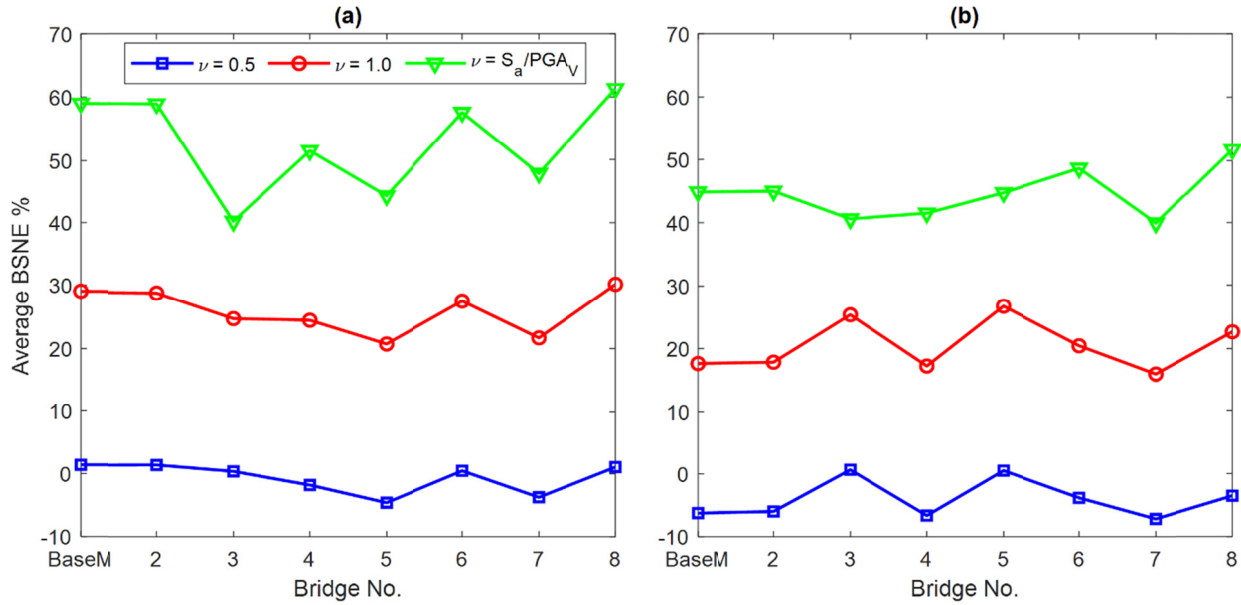 (a)
(b)
ν = 0.5
ν = 1.0
ν = S_a/PGA_V
Average BSNE %
70
60
50
40
30
20
10
0
-10
BaseM 2 3 4 5 6 7 8
Bridge No.
70
60
50
40
30
20
10
0
-10
BaseM 2 3 4 5 6 7 8
Bridge No.